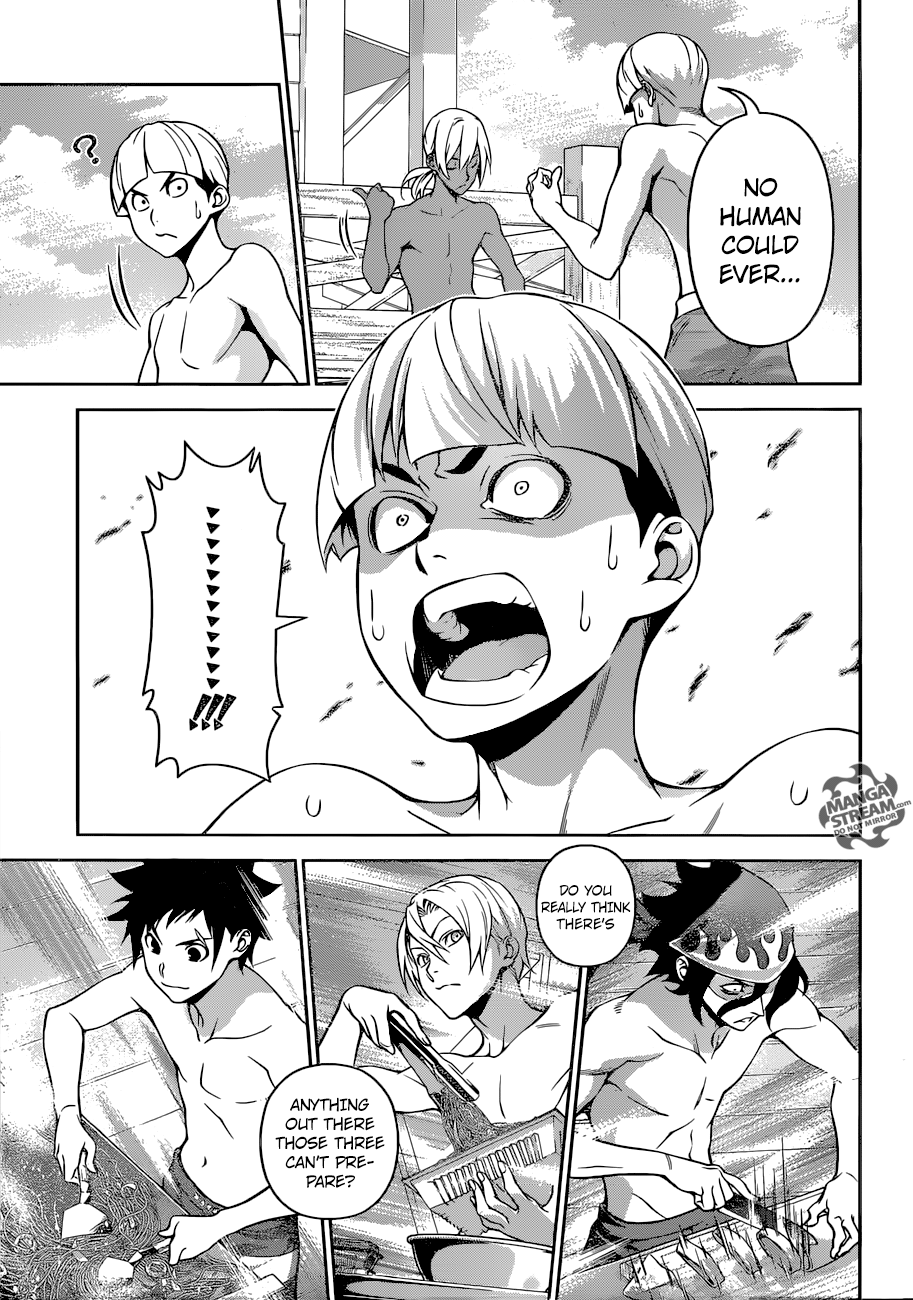 NO
HUMAN
COULD
EVER...
?
!!!
DO YOU
REALLY THINK
THERE'S
ANYTHING
OUT THERE
THOSE THREE
CAN'T PRE-
PARE?
MANGA
STREAM.com
DO NOT MIRROR